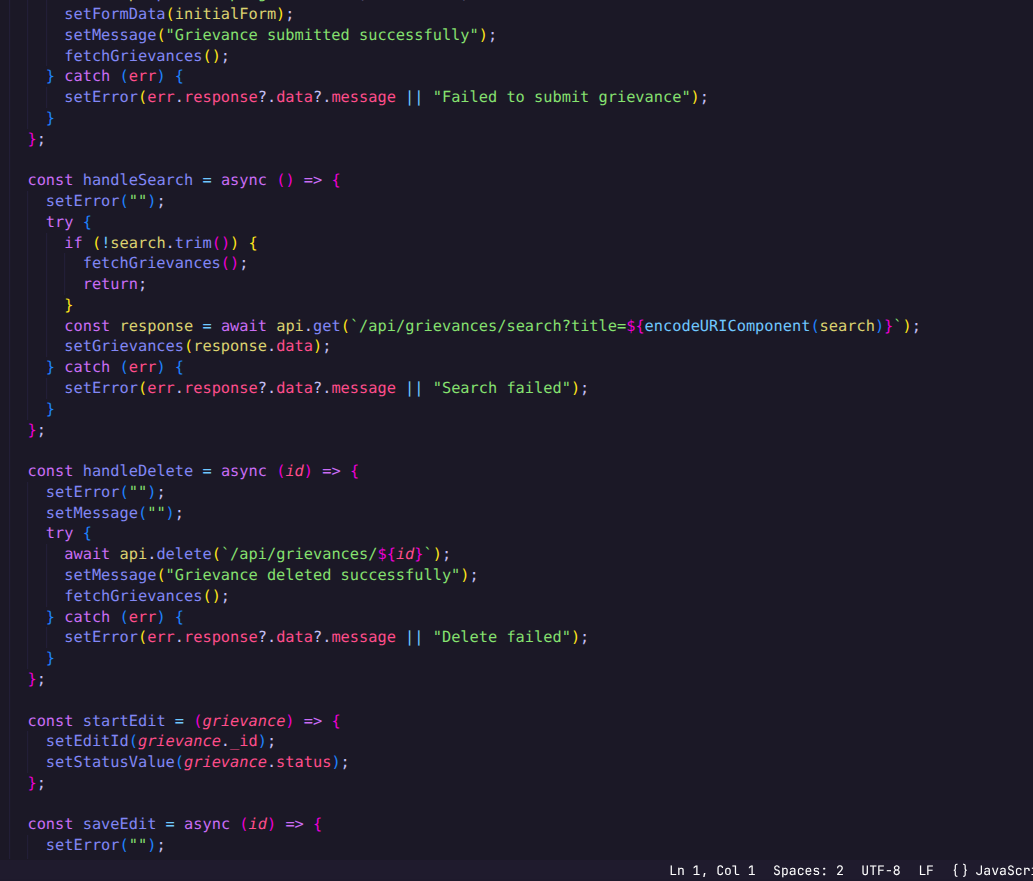 setFormData(initialForm);
setMessage("Grievance submitted successfully");
fetchGrievances();
} catch (err) {
setError(err.response?.data?.message || "Failed to submit grievance");
}
};
const handleSearch = async () => {
setError("");
try {
if (!search.trim()) {
fetchGrievances();
return;
}
const response = await api.get(`/api/grievances/search?title=${encodeURIComponent(search)}`);
setGrievances(response.data);
} catch (err) {
setError(err.response?.data?.message || "Search failed");
}
};
const handleDelete = async (id) => {
setError("");
setMessage("");
try {
await api.delete(`/api/grievances/${id}`);
setMessage("Grievance deleted successfully");
fetchGrievances();
} catch (err) {
setError(err.response?.data?.message || "Delete failed");
}
};
const startEdit = (grievance) => {
setEditId(grievance._id);
setStatusValue(grievance.status);
};
const saveEdit = async (id) => {
setError("");
Ln 1, Col 1 Spaces: 2 UTF-8 LF {} JavaScr